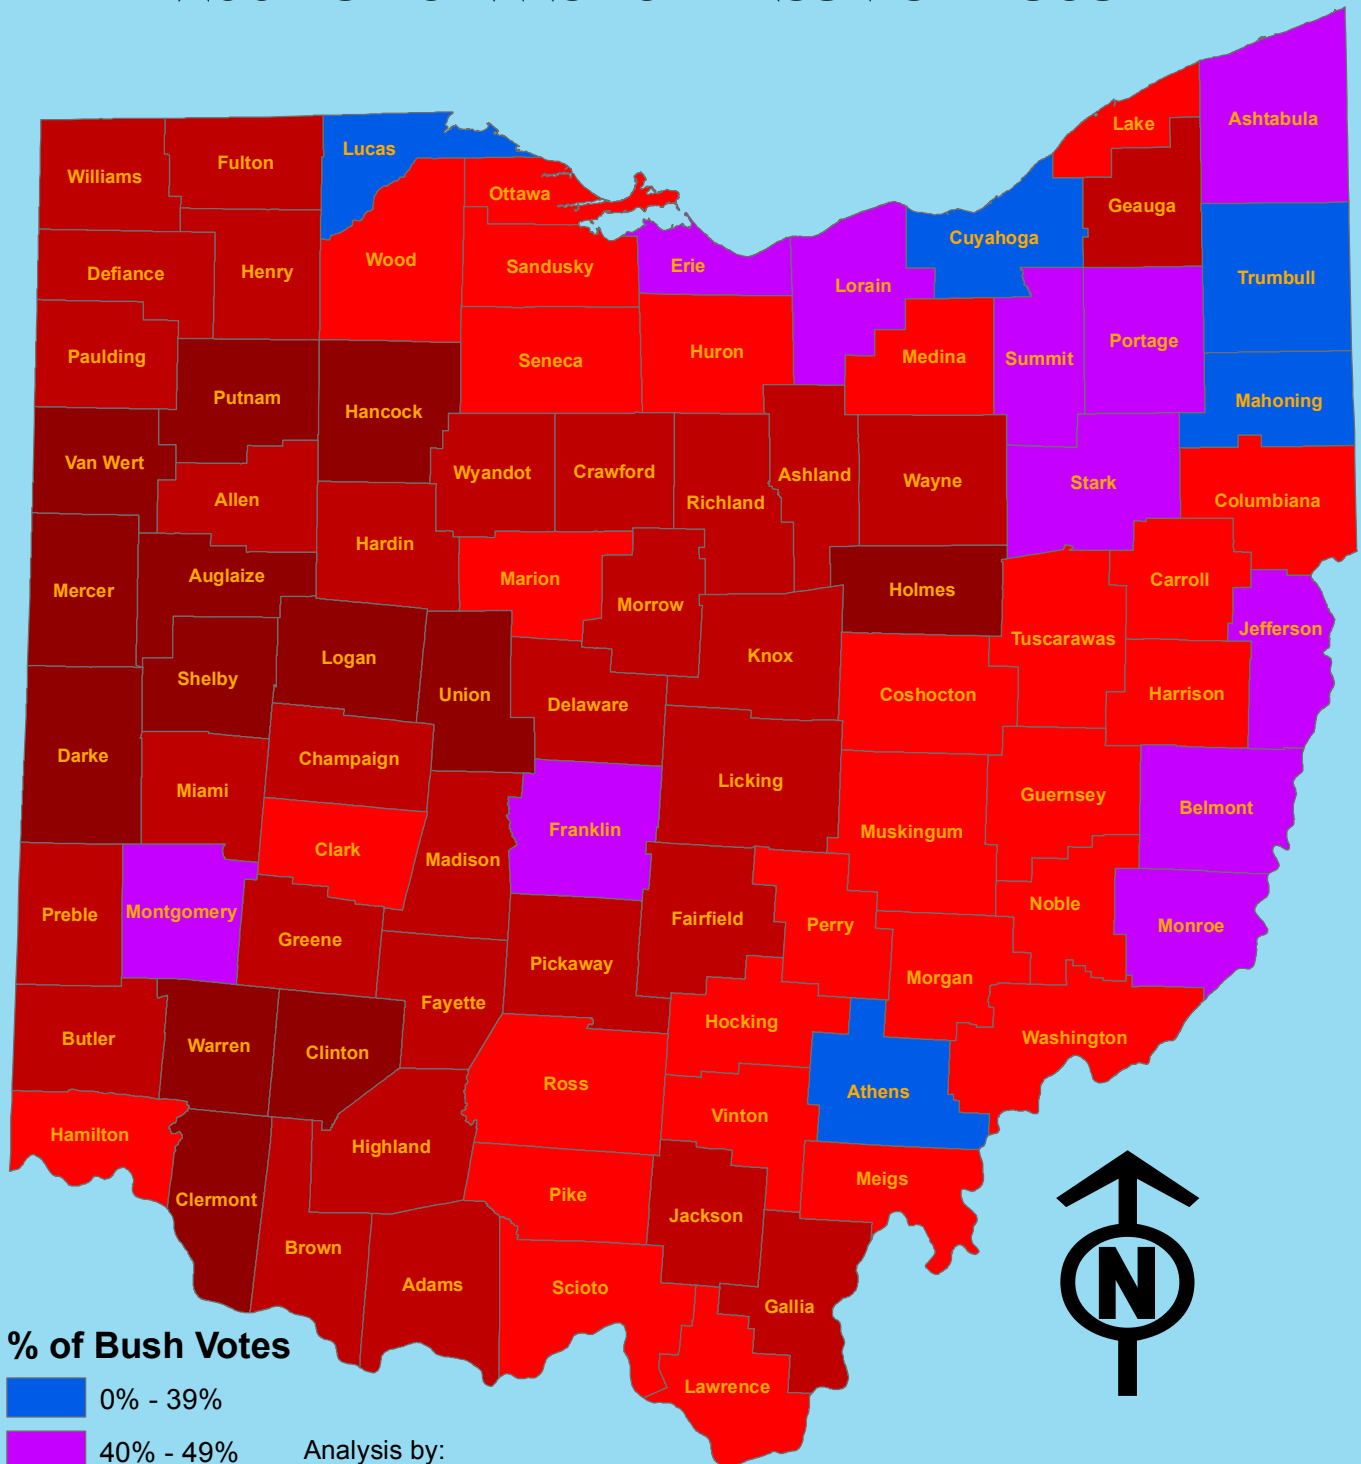 Ashtabula
Lake
Lucas
Fulton
Williams
Ottawa
Geauga
Cuyahoga
Wood
Erie
Sandusky
Henry
Defiance
Trumbull
Lorain
Portage
Huron
Medina
Summit
Paulding
Seneca
Putnam
Mahoning
Hancock
Van Wert
Crawford
Wyandot
Ashland
Wayne
Stark
Allen
Columbiana
Richland
Hardin
Auglaize
Marion
Carroll
Mercer
Holmes
Morrow
Jefferson
Tuscarawas
Knox
Logan
Shelby
Union
Coshocton
Harrison
Delaware
Darke
Champaign
Licking
Miami
Guernsey
Belmont
Franklin
Muskingum
Clark
Madison
Noble
Montgomery
Preble
Fairfield
Perry
Monroe
Greene
Pickaway
Morgan
Fayette
Hocking
Washington
Butler
Warren
Clinton
Ross
Athens
Vinton
Hamilton
Highland
Meigs
Pike
Clermont
Jackson
Brown
Adams
Scioto
Gallia
Lawrence
N
% of Bush Votes
0% - 39%
40% - 49%
Analysis by: